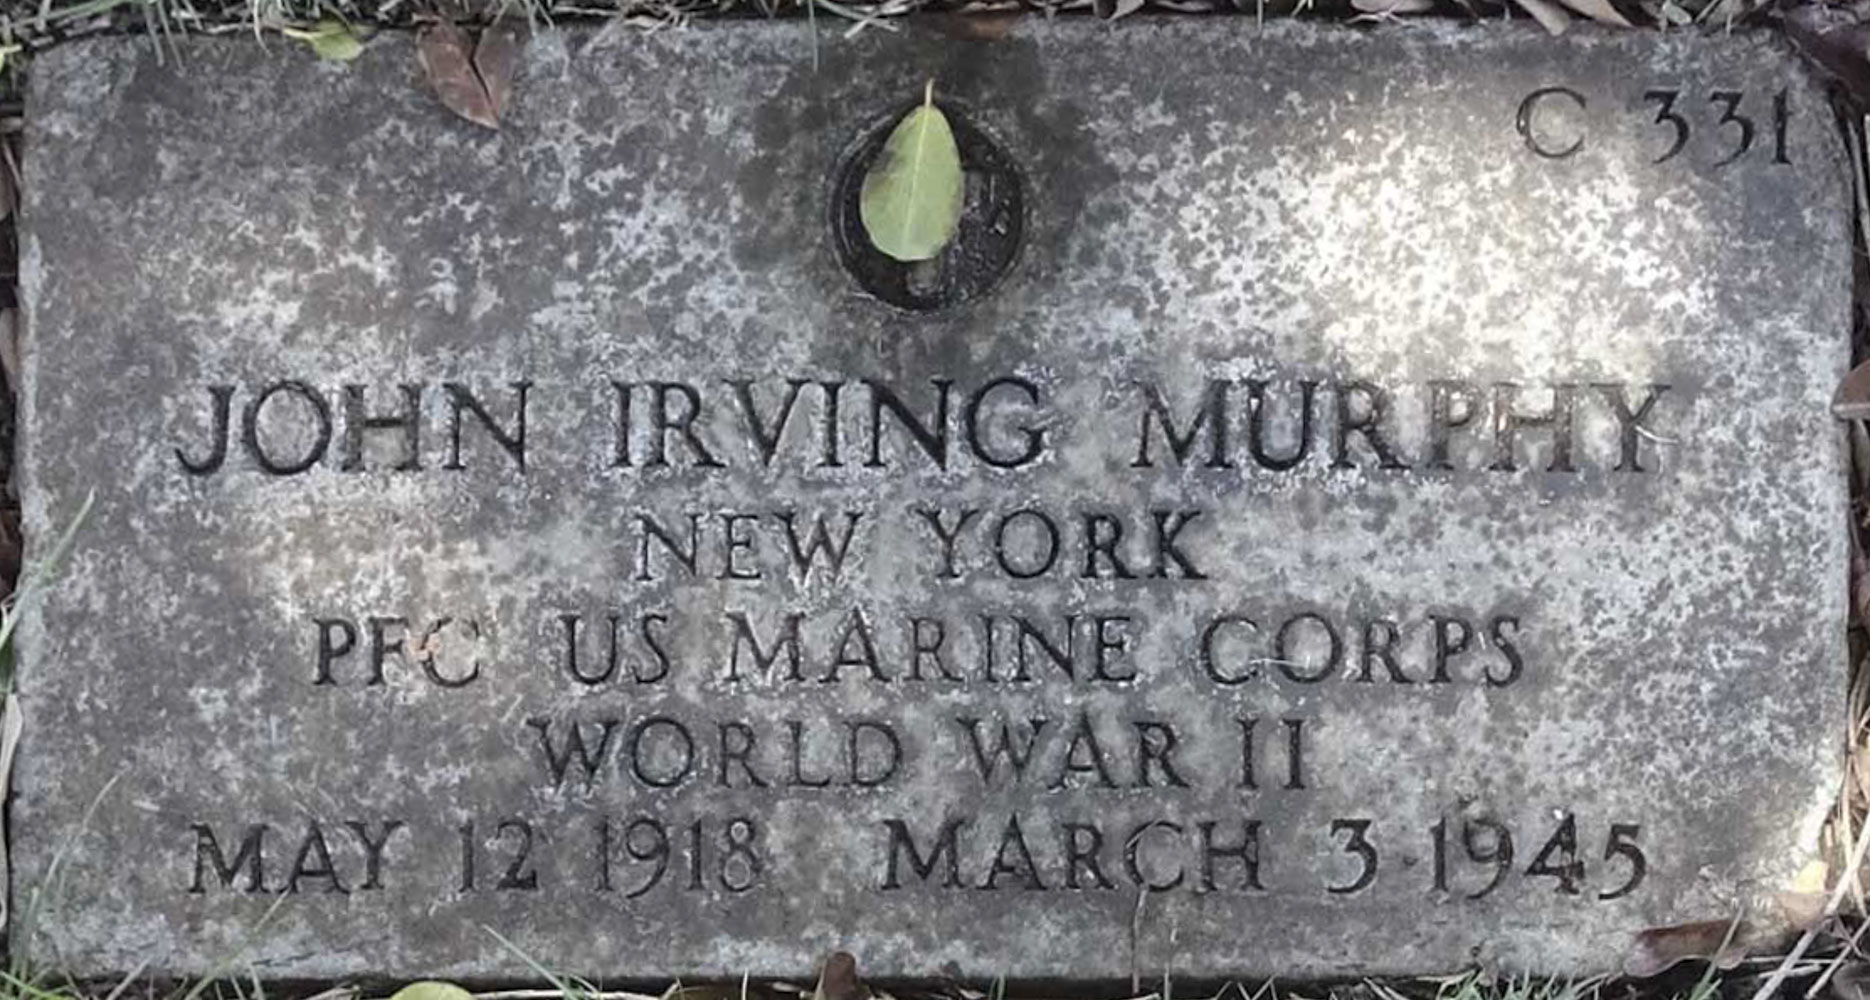 C 331
JOHN IRVING MURPHY
NEW YORK
PFC US MARINE CORPS
WORLD WAR II
MAY 12 1918 MARCH 3 1945